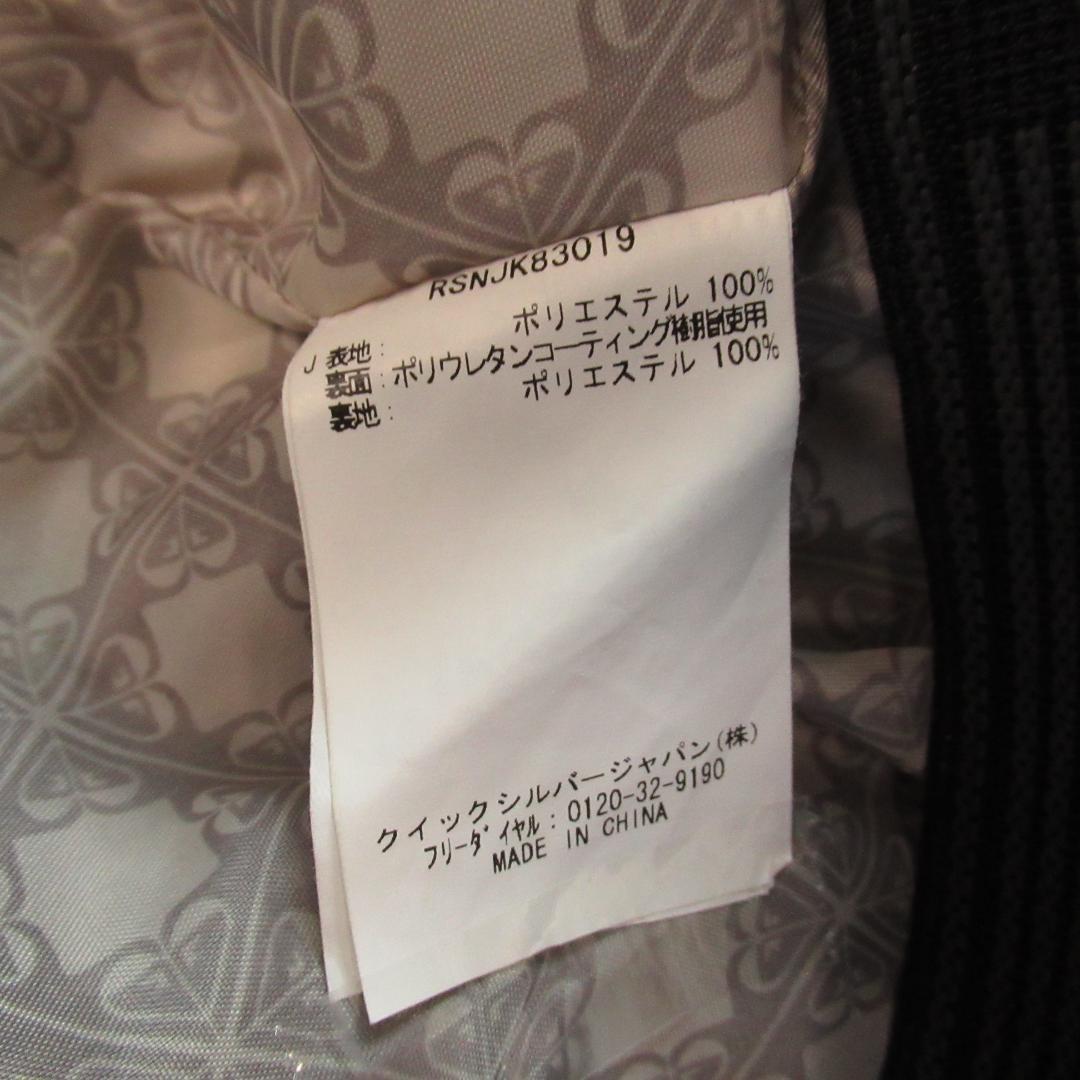 RSNJK83019
J 表地: ポリエステル 100%
裏面:ポリウレタンコーティング樹脂使用
裏地: ポリエステル 100%
クイックシルバージャパン(株)
フリーダイヤル:0120-32-9190
MADE IN CHINA